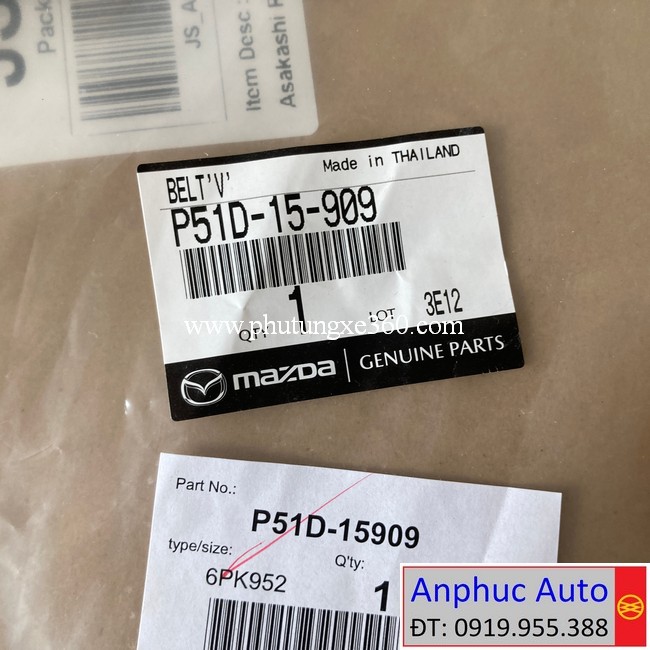 JS
Pack
JS_A
Item Desc :
Asakashi F
Made in THAILAND
BELT'V'
P51D-15-909
1
QTY
LOT
3E12
www.phutungxe360.com
mazda | GENUINE PARTS
Part No.:
P51D-15909
type/size:
Q'ty:
6PK952
1
Anphuc Auto
ĐT: 0919.955.388